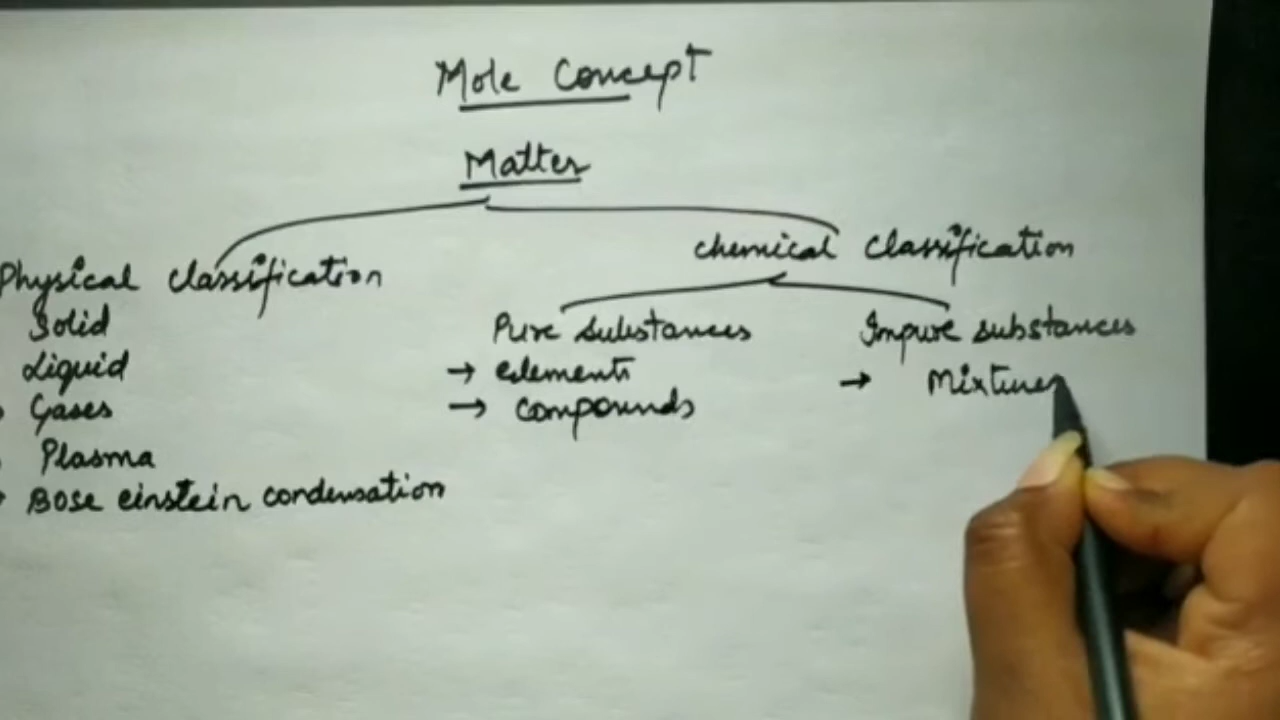 Mole Concept
Matter
Physical classification
Solid
Liquid
Gases
Plasma
Bose einstein condensation
chemical classification
Pure substances
→ elements
→ compounds
Impure substances
→ Mixtures